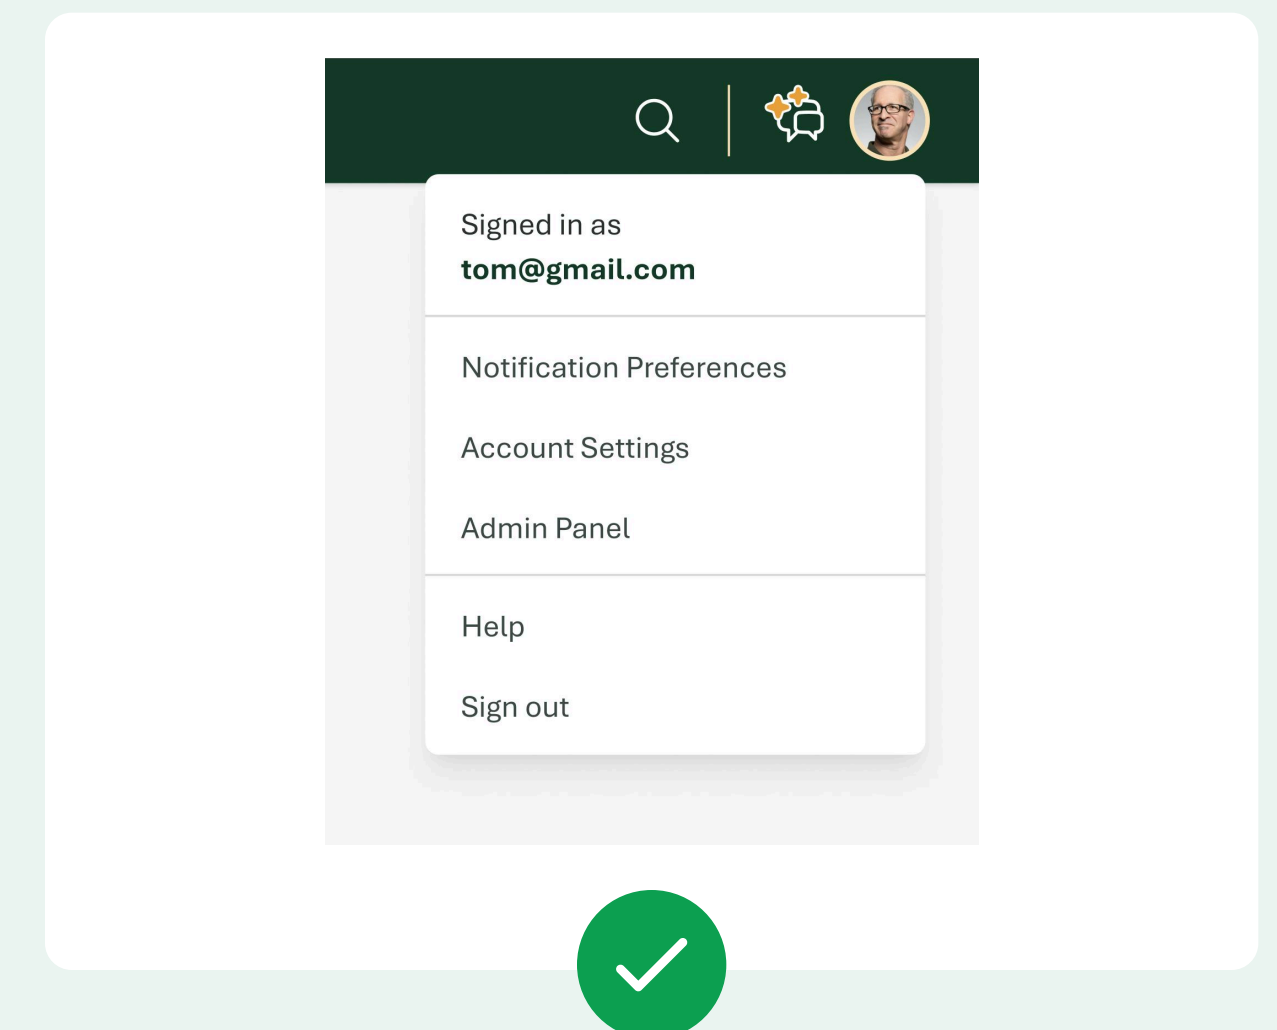 Signed in as
tom@gmail.com
Notification Preferences
Account Settings
Admin Panel
Help
Sign out